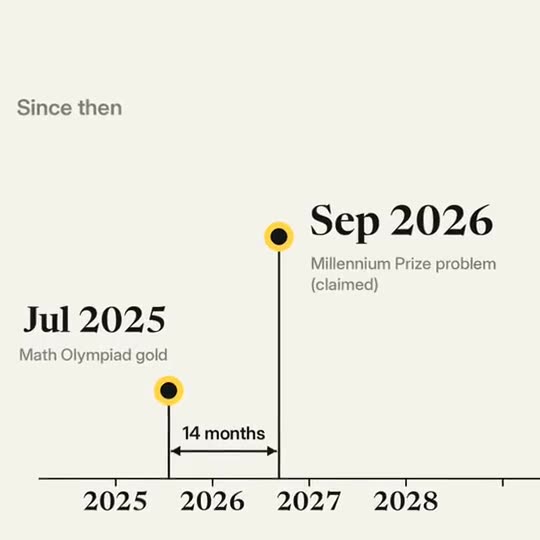 Since then
Sep 2026
Millennium Prize problem
(claimed)
Jul 2025
Math Olympiad gold
14 months
2025 2026 2027 2028